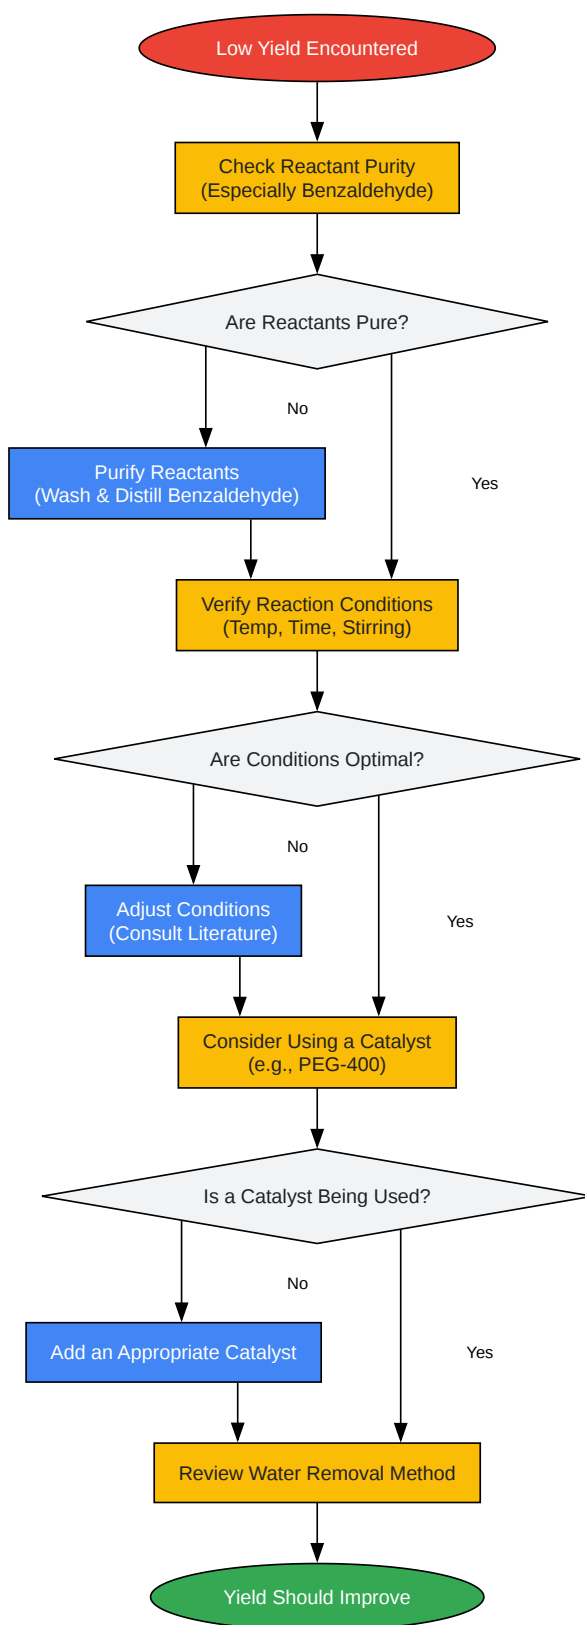 Low Yield Encountered
Check Reactant Purity
(Especially Benzaldehyde)
Are Reactants Pure?
No
Purify Reactants
(Wash & Distill Benzaldehyde)
Yes
Verify Reaction Conditions
(Temp, Time, Stirring)
Are Conditions Optimal?
No
Adjust Conditions
(Consult Literature)
Yes
Consider Using a Catalyst
(e.g., PEG-400)
Is a Catalyst Being Used?
No
Add an Appropriate Catalyst
Yes
Review Water Removal Method
Yield Should Improve